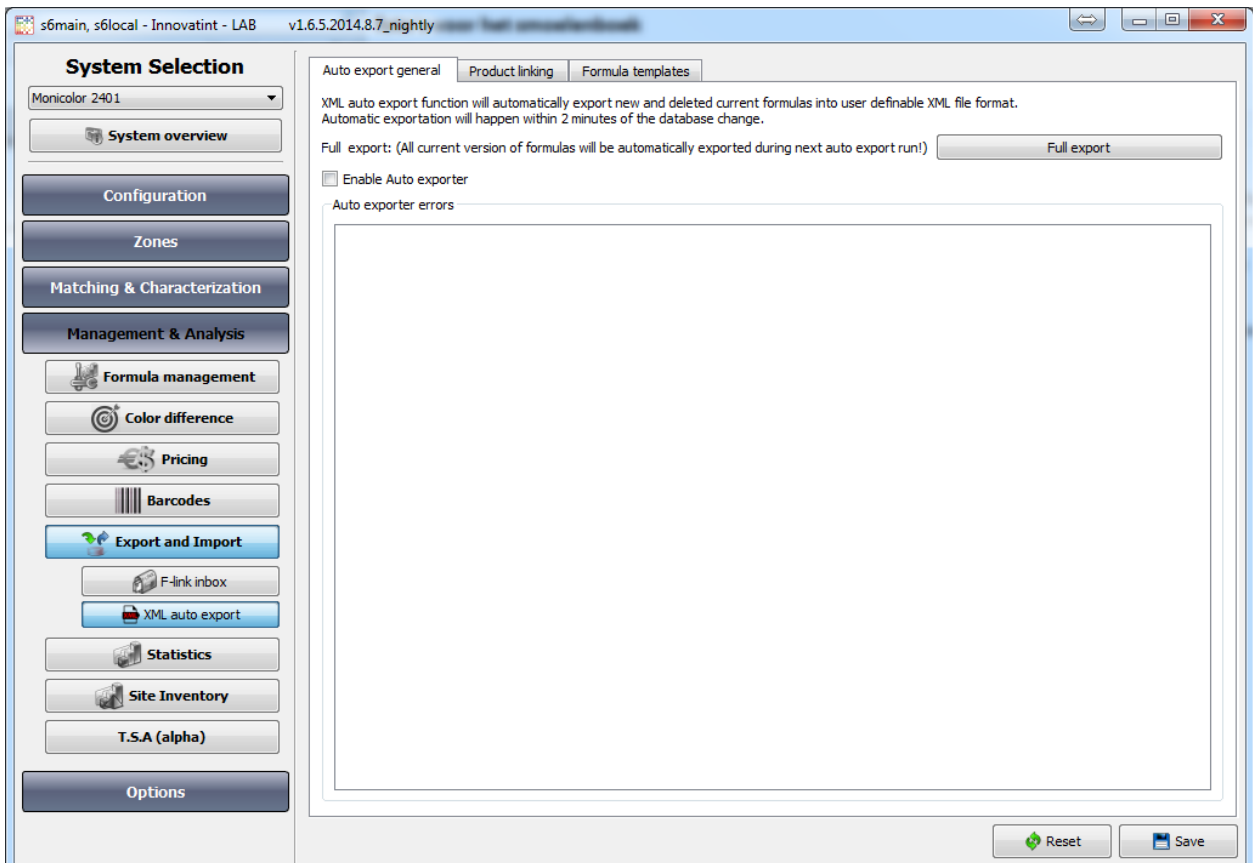 s6main, s6local - Innovatint - LAB v1.6.5.2014.8.7_nightly
System Selection
Monicolor 2401
System overview
Configuration
Zones
Matching & Characterization
Management & Analysis
Formula management
Color difference
Pricing
Barcodes
Export and Import
F-link inbox
XML auto export
Statistics
Site Inventory
T.S.A (alpha)
Options
Auto export general Product linking Formula templates
XML auto export function will automatically export new and deleted current formulas into user definable XML file format.
Automatic exportation will happen within 2 minutes of the database change.
Full export: (All current version of formulas will be automatically exported during next auto export run!) Full export
Enable Auto exporter
Auto exporter errors
Reset Save